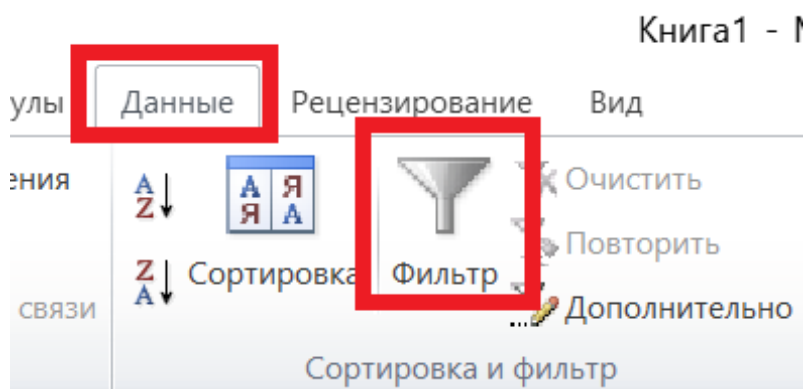 Книга1 -
улы Данные Рецензирование Вид
ения
А Я
Я А
Очистить
A
Z
Повторить
Сортировка Фильтр
Z
A
связи
Дополнительно
Сортировка и фильтр